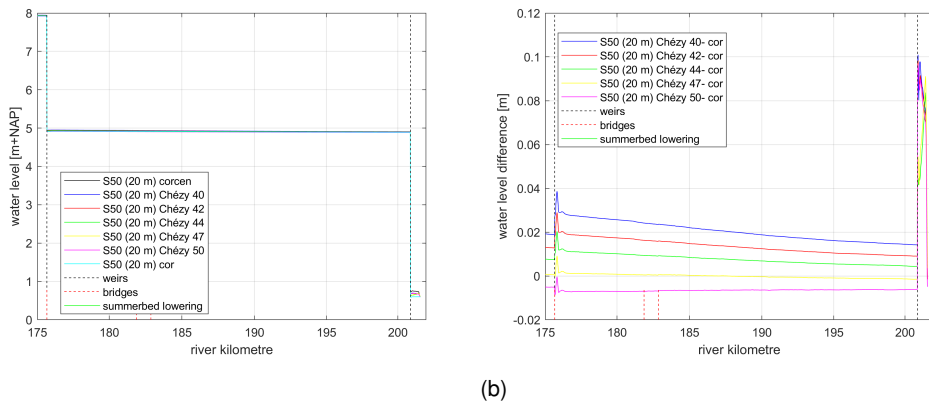 8
7
6
5
4
3
2
1
0
water level [m+NAP]
S50 (20 m) corcen
S50 (20 m) Chézy 40
S50 (20 m) Chézy 42
S50 (20 m) Chézy 44
S50 (20 m) Chézy 47
S50 (20 m) Chézy 50
S50 (20 m) cor
weirs
bridges
summerbed lowering
175 180 185 190 195 200
river kilometre
0.12
0.1
0.08
0.06
0.04
0.02
0
-0.02
water level difference [m]
S50 (20 m) Chézy 40- cor
S50 (20 m) Chézy 42- cor
S50 (20 m) Chézy 44- cor
S50 (20 m) Chézy 47- cor
S50 (20 m) Chézy 50- cor
weirs
bridges
summerbed lowering
175 180 185 190 195 200
river kilometre
(b)